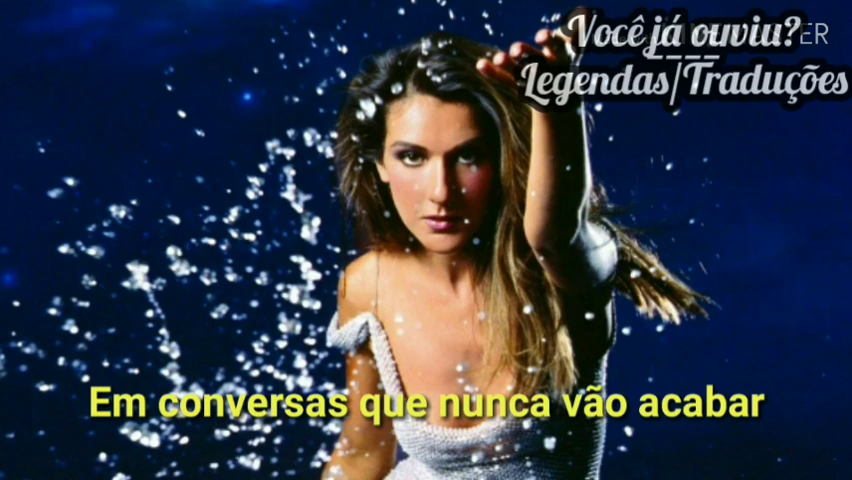 Você já ouviu?
Legendas/Traduções
Em conversas que nunca vão acabar